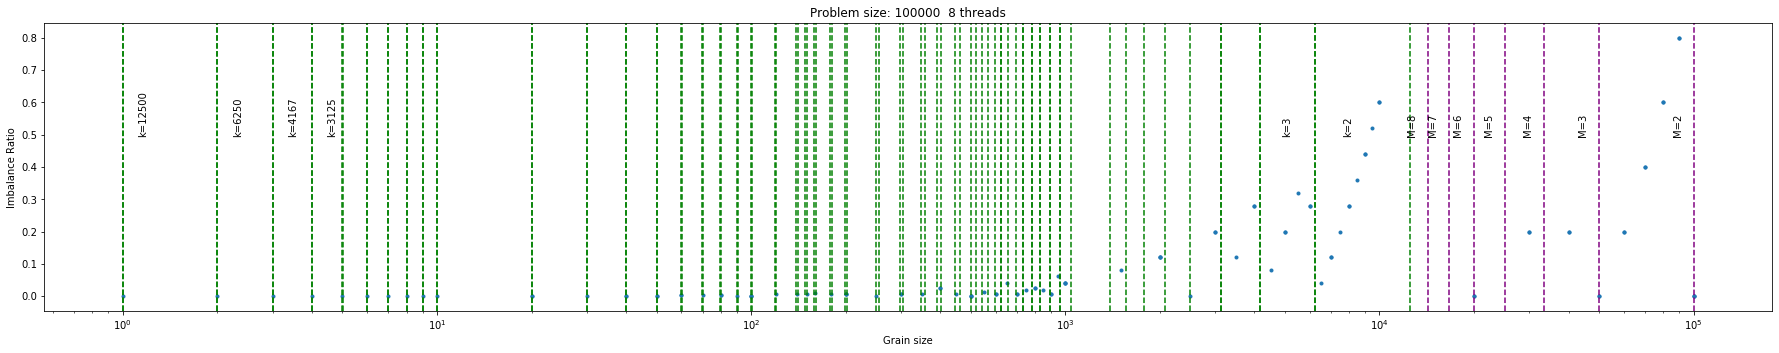 Problem size: 100000  8 threads
Imbalance Ratio
0.8
0.7
0.6
0.5
0.4
0.3
0.2
0.1
0.0
k=12500
k=6250
k=4167
k=3125
k=3
k=2
M=8
M=7
M=6
M=5
M=4
M=3
M=2
10⁰
10¹
10²
10³
10⁴
10⁵
Grain size